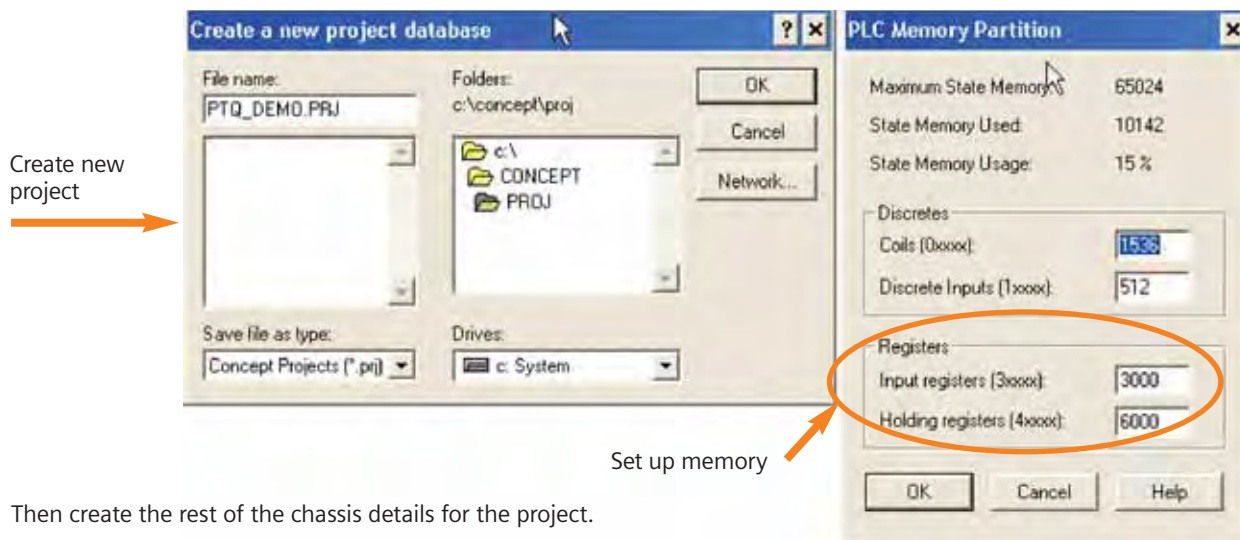 Create a new project database
? ×
File name:
PTQ_DEMO.PRJ
Folders:
c:\concept\proj
c:\
CONCEPT
PROJ
OK
Cancel
Network...
Save file as type:
Concept Projects (*.prj)
Drives:
c: System
Create new
project
PLC Memory Partition
×
Maximum State Memory: 65024
State Memory Used: 10142
State Memory Usage: 15 %
Discretes
Coils (0xxxx): 1536
Discrete Inputs (1xxxx): 512
Registers
Input registers (3xxxx): 3000
Holding registers (4xxxx): 6000
OK Cancel Help
Set up memory
Then create the rest of the chassis details for the project.